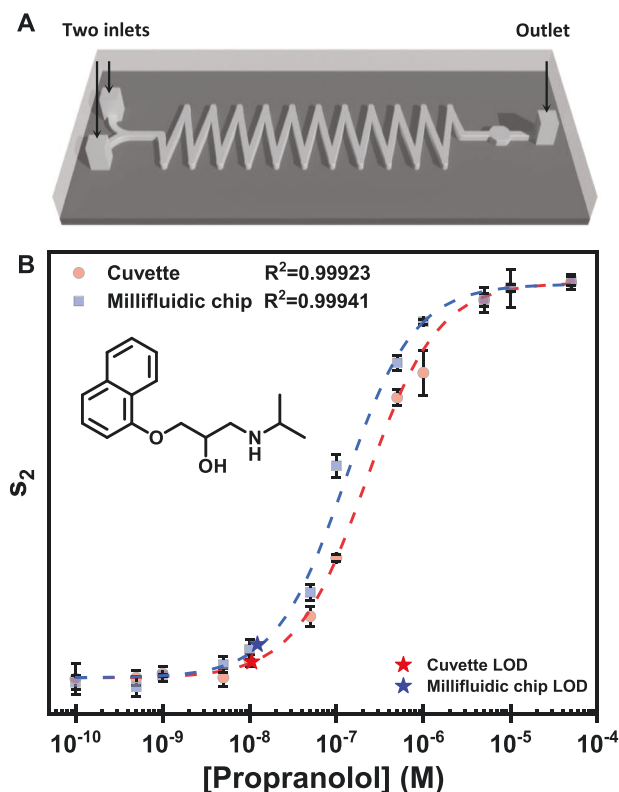 A
Two inlets
Outlet
B
Cuvette R²=0.99923
Millifluidic chip R²=0.99941
O
N
H
OH
s₂
Cuvette LOD
Millifluidic chip LOD
10⁻¹⁰ 10⁻⁹ 10⁻⁸ 10⁻⁷ 10⁻⁶ 10⁻⁵ 10⁻⁴
[Propranolol] (M)